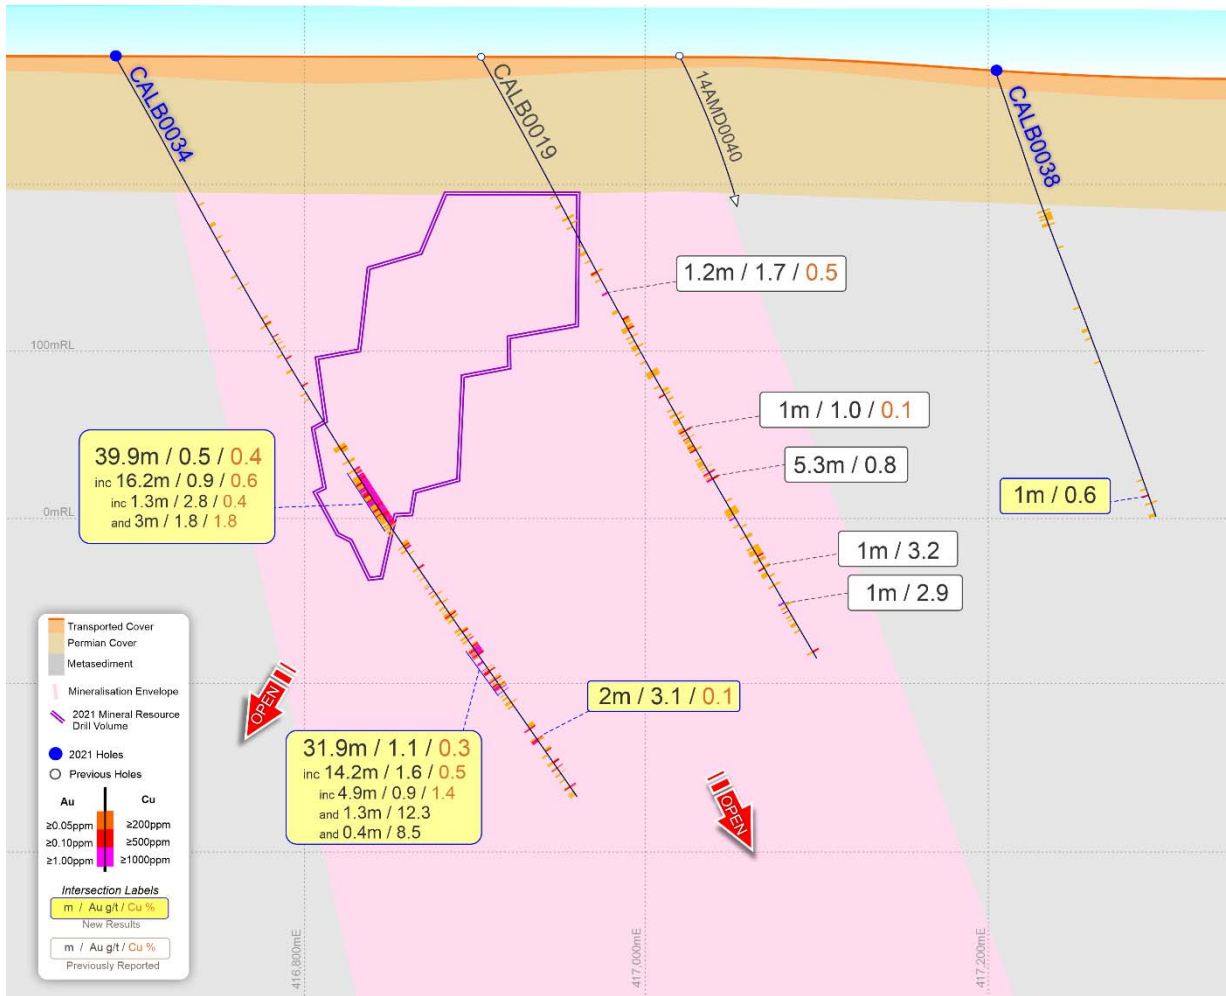 CALB0034
CALB0019
14AMD0040
CALB0038
1.2m / 1.7 / 0.5
100mRL
1m / 1.0 / 0.1
39.9m / 0.5 / 0.4
inc 16.2m / 0.9 / 0.6
inc 1.3m / 2.8 / 0.4
and 3m / 1.8 / 1.8
5.3m / 0.8
1m / 0.6
0mRL
1m / 3.2
1m / 2.9
Transported Cover
Permian Cover
Metasediment
Mineralisation Envelope
2021 Mineral Resource
Drill Volume
2021 Holes
Previous Holes
Au Cu
≥0.05ppm ≥200ppm
≥0.10ppm ≥500ppm
≥1.00ppm ≥1000ppm
Intersection Labels
m / Au g/t / Cu %
New Results
m / Au g/t / Cu %
Previously Reported
OPEN
2m / 3.1 / 0.1
31.9m / 1.1 / 0.3
inc 14.2m / 1.6 / 0.5
inc 4.9m / 0.9 / 1.4
and 1.3m / 12.3
and 0.4m / 8.5
OPEN
416,800mE
417,000mE
417,200mE